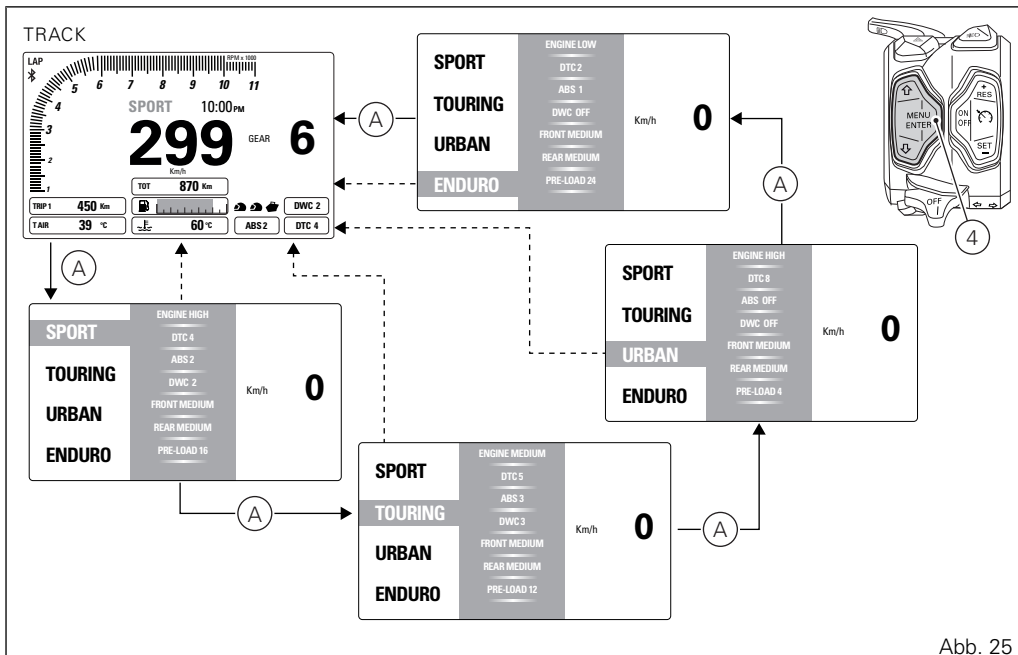 TRACK
LAP
RPM x 1000
1
2
3
4
5
6
7
8
9
10
11
SPORT 10:00 PM
299
GEAR 6
Km/h
TOT 870 Km
TRIP 1 450 Km
DWC 2
T AIR 39 °C
60 °C
ABS 2
DTC 4
A
SPORT
TOURING
URBAN
ENDURO
ENGINE LOW
DTC 2
ABS 1
DWC OFF
FRONT MEDIUM
REAR MEDIUM
PRE-LOAD 24
Km/h 0
A
MENU
ENTER
+
RES
ON
OFF
SET
−
OFF
4
A
SPORT
TOURING
URBAN
ENDURO
ENGINE HIGH
DTC 4
ABS 2
DWC 2
FRONT MEDIUM
REAR MEDIUM
PRE-LOAD 16
Km/h 0
SPORT
TOURING
URBAN
ENDURO
ENGINE HIGH
DTC 8
ABS OFF
DWC OFF
FRONT MEDIUM
REAR MEDIUM
PRE-LOAD 4
Km/h 0
A
SPORT
TOURING
URBAN
ENDURO
ENGINE MEDIUM
DTC 5
ABS 3
DWC 3
FRONT MEDIUM
REAR MEDIUM
PRE-LOAD 12
Km/h 0
A
A
Abb. 25